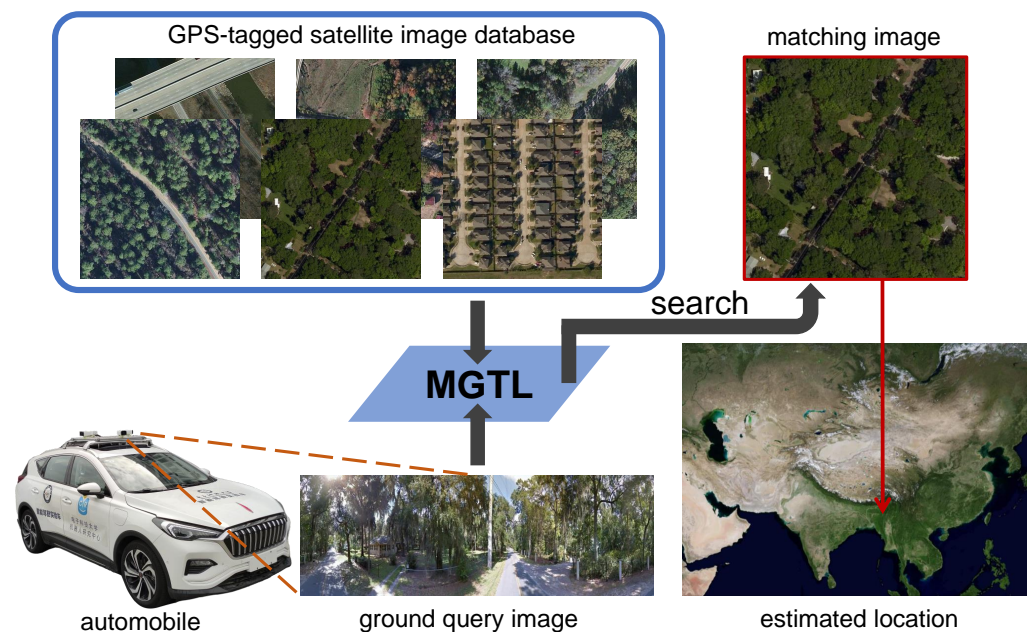 GPS-tagged satellite image database
matching image
search
MGTL
automobile
ground query image
estimated location